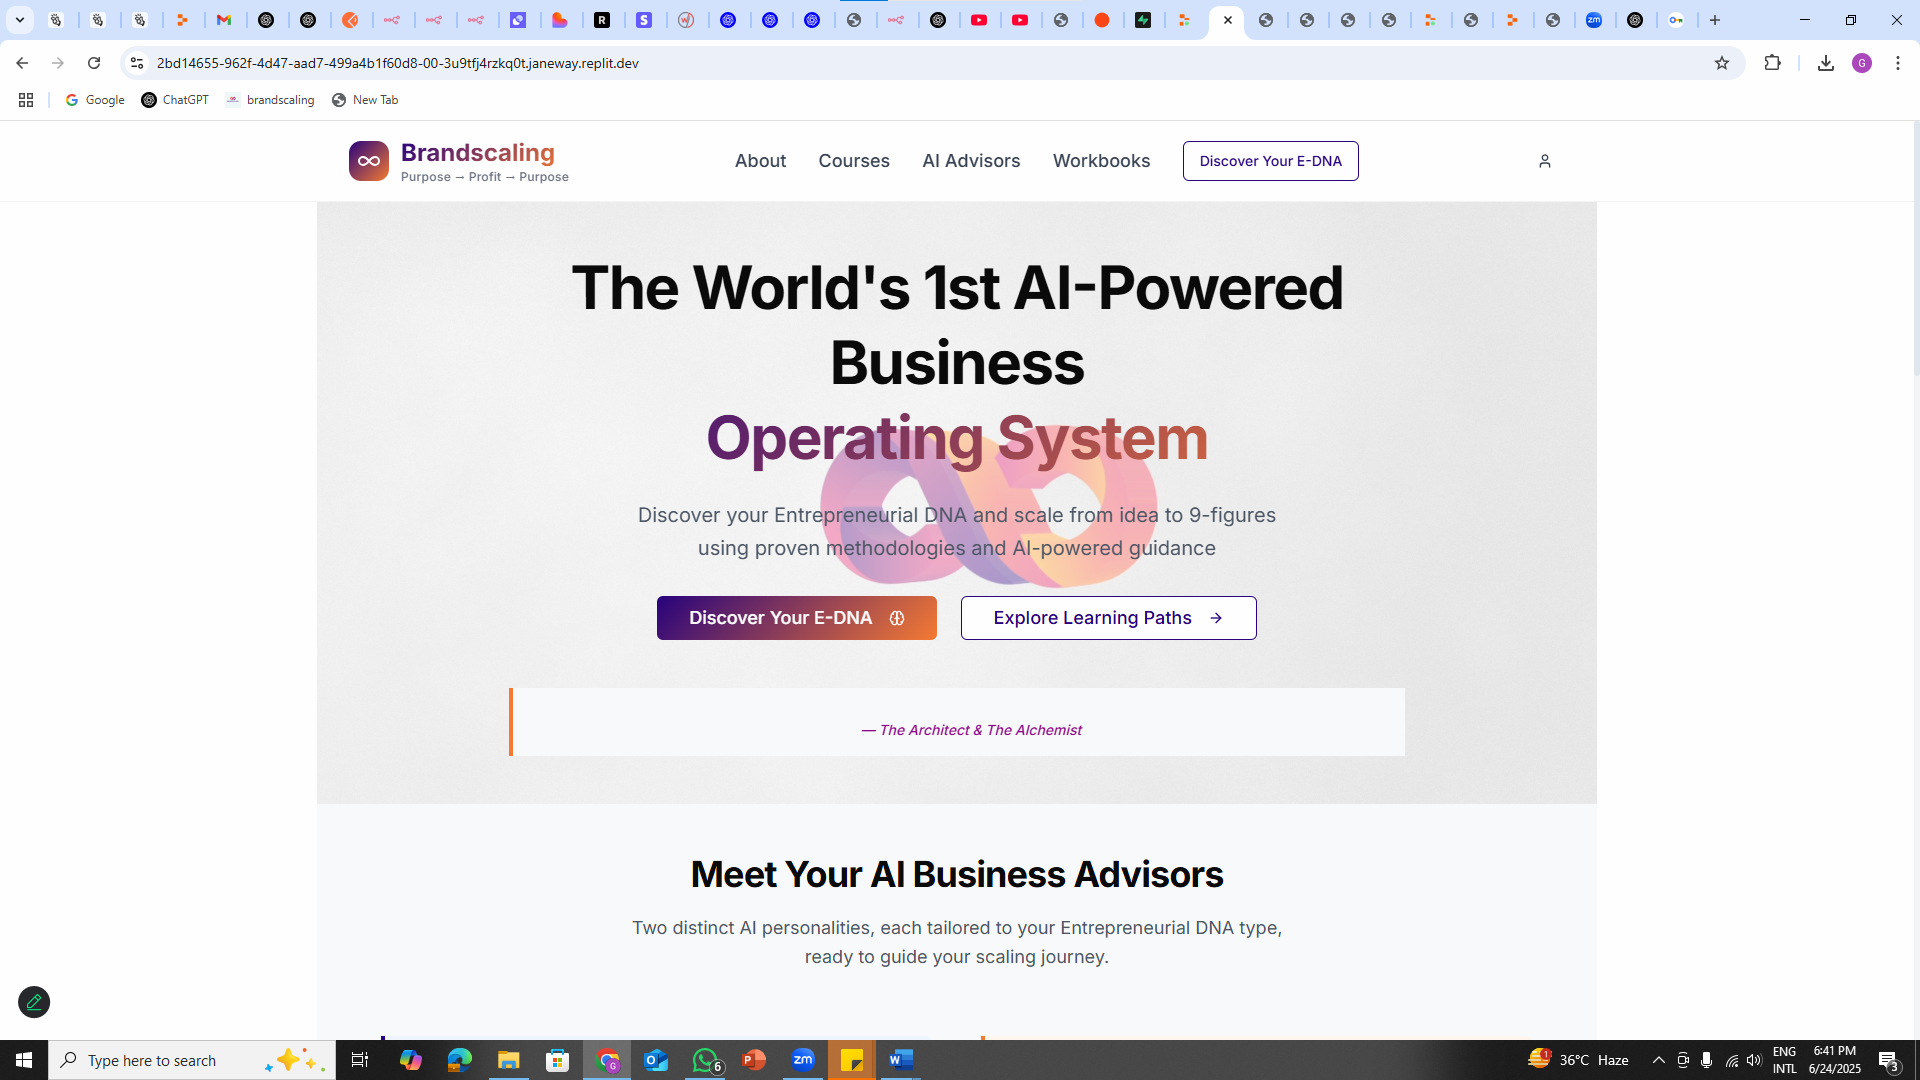 2bd14655-962f-4d47-aad7-499a4b1f60d8-00-3u9tfj4rzkq0t.janeway.replit.dev
G
Google ChatGPT brandscaling New Tab
Brandscaling
Purpose → Profit → Purpose
About Courses AI Advisors Workbooks Discover Your E-DNA
The World's 1st AI-Powered
Business
Operating System
Discover your Entrepreneurial DNA and scale from idea to 9-figures
using proven methodologies and AI-powered guidance
Discover Your E-DNA Explore Learning Paths →
— The Architect & The Alchemist
Meet Your AI Business Advisors
Two distinct AI personalities, each tailored to your Entrepreneurial DNA type,
ready to guide your scaling journey.
Type here to search
6
zm
1 36°C Haze
ENG
INTL
6:41 PM
6/24/2025
3